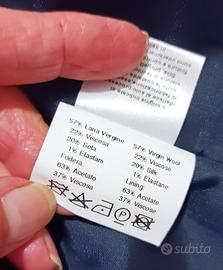 57% Lana Vergine
22% Viscosa
20% Seta
1% Elastam
Fodera:
63% Acetato
37% Viscosa
57% Virgin Wool
22% Viscose
20% Silk
1% Elastane
Lining:
63% Acetate
37% Viscose
P
subito